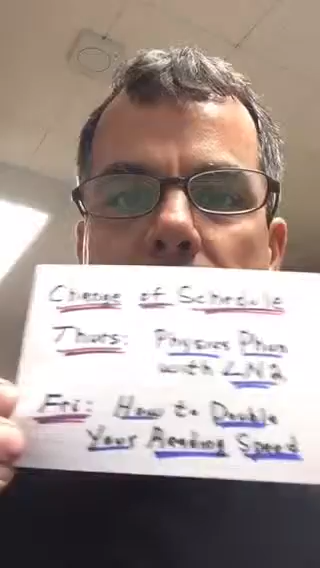 Change of Schedule
Thurs: Physics Phun
with LN2
Fri: How to Double
Your Reading Speed